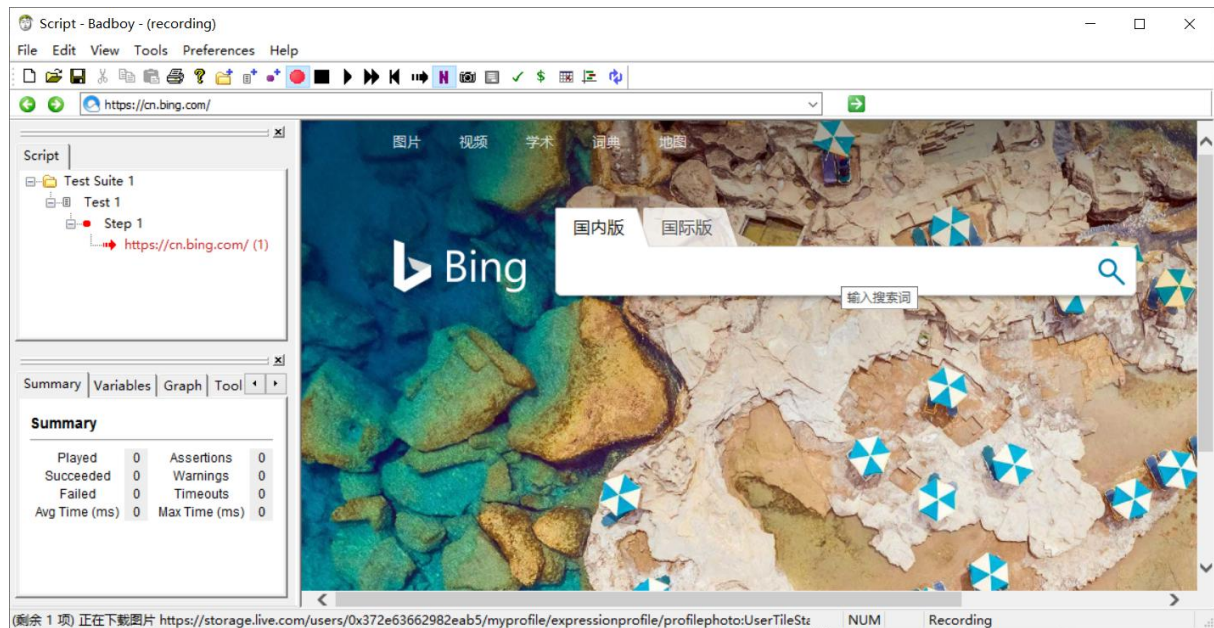 Script - Badboy - (recording)
File Edit View Tools Preferences Help
https://cn.bing.com/
Script
Test Suite 1
Test 1
Step 1
https://cn.bing.com/ (1)
Summary Variables Graph Tool
Summary
Played 0 Assertions 0
Succeeded 0 Warnings 0
Failed 0 Timeouts 0
Avg Time (ms) 0 Max Time (ms) 0
图片 视频 学术 词典 地图
国内版 国际版
Bing
输入搜索词
(剩余 1 项) 正在下载图片 https://storage.live.com/users/0x372e63662982eab5/myprofile/expressionprofile/profilephoto:UserTileSta NUM Recording